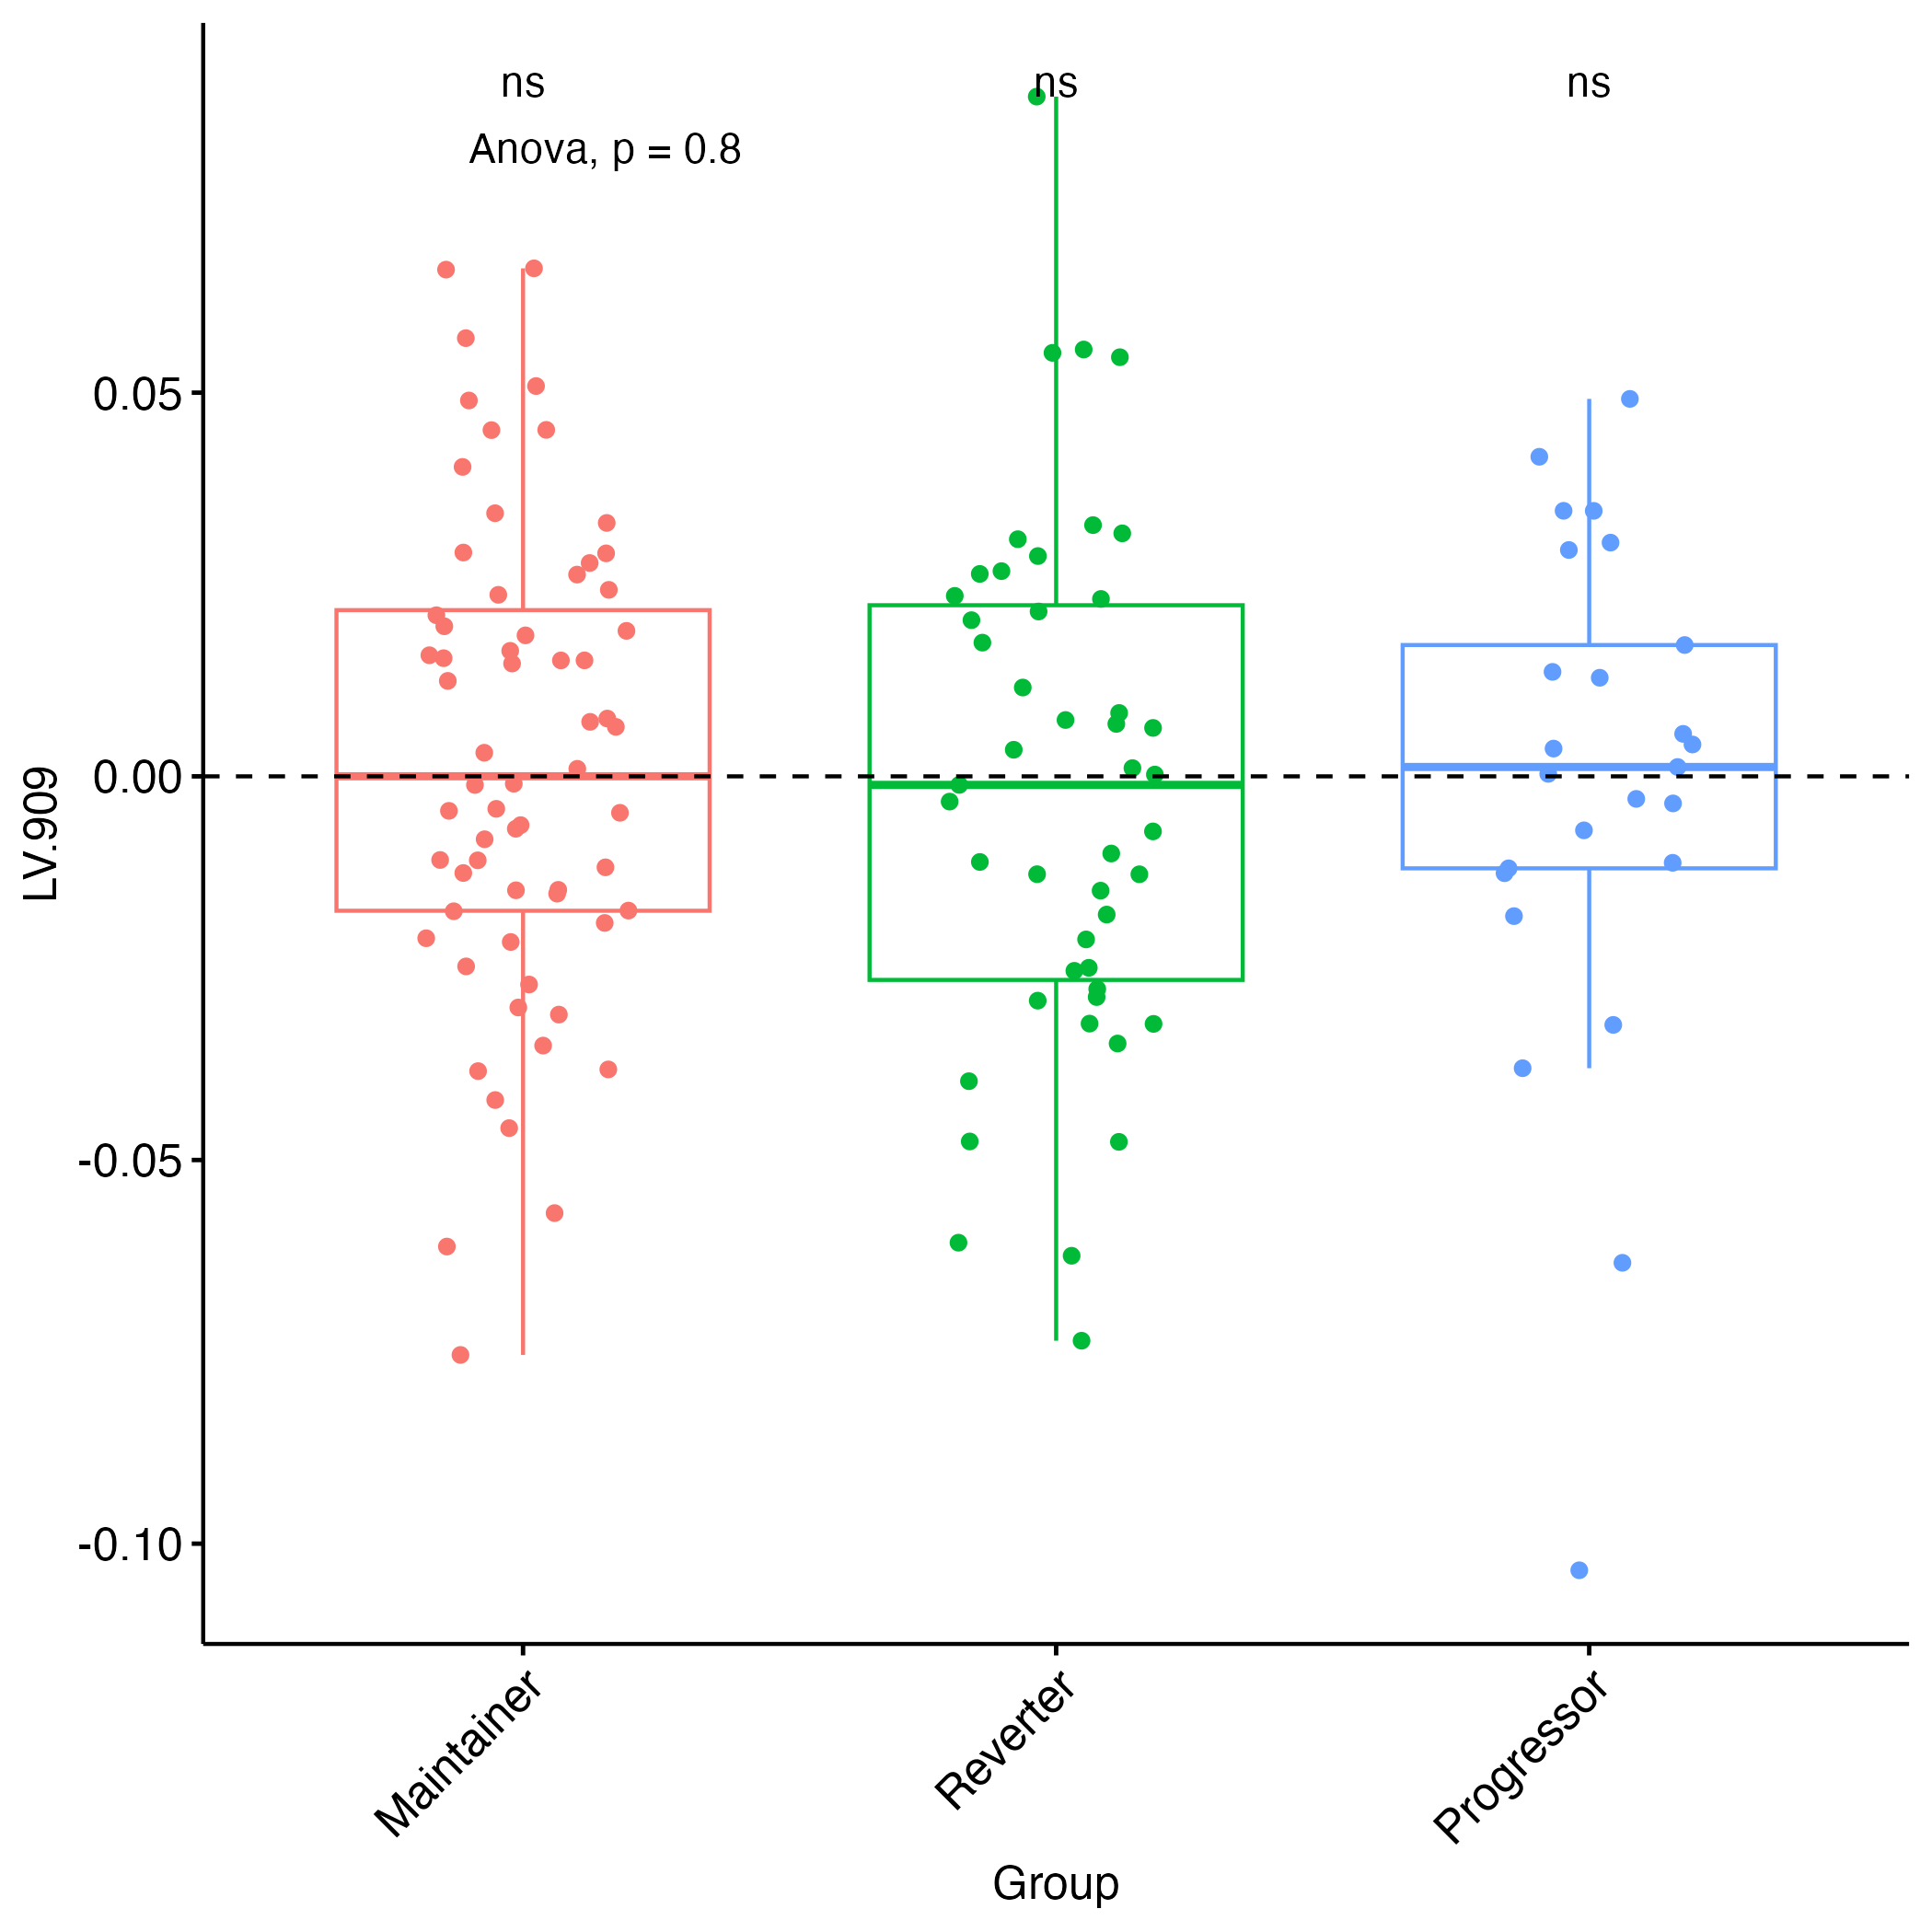 ns ns ns
Anova, p = 0.8
0.05
0.00
-0.05
-0.10
LV.909
Maintainer
Reverter
Progressor
Group